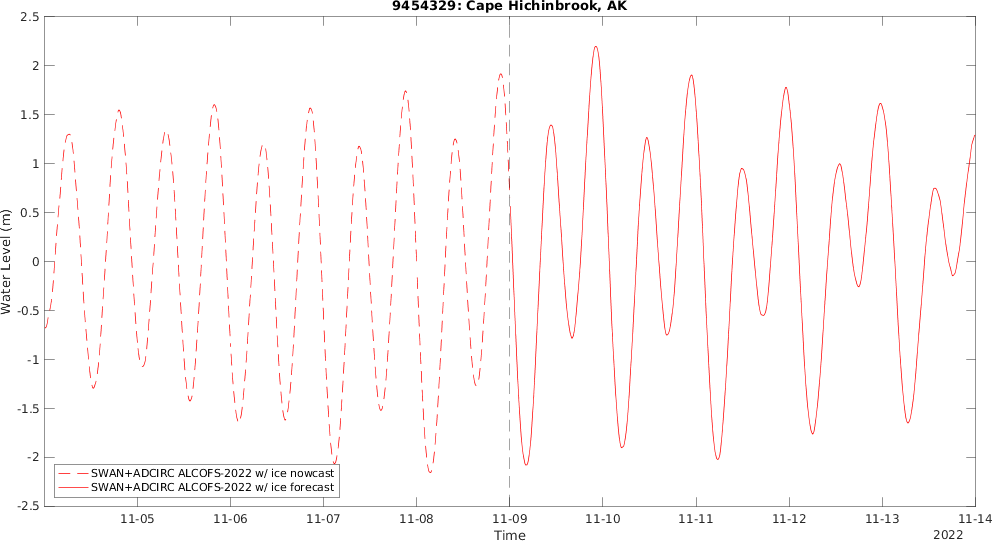 9454329: Cape Hichinbrook, AK
2.5
2
1.5
1
0.5
0
-0.5
-1
-1.5
-2
-2.5
Water Level (m)
SWAN+ADCIRC ALCOFS-2022 w/ ice nowcast
SWAN+ADCIRC ALCOFS-2022 w/ ice forecast
11-05 11-06 11-07 11-08 11-09 11-10 11-11 11-12 11-13 11-14
Time
2022